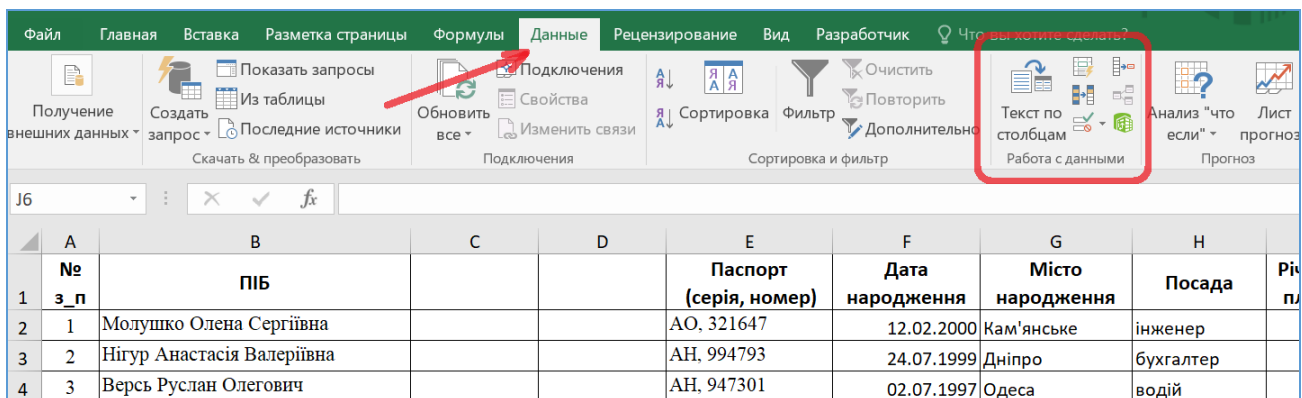 Файл Главная Вставка Разметка страницы Формулы Данные Рецензирование Вид Разработчик Что вы хотите сделать?
Получение внешних данных
Создать запрос
Показать запросы
Из таблицы
Последние источники
Скачать & преобразовать
Обновить все
Подключения
Свойства
Изменить связи
Подключения
Сортировка
Фильтр
Очистить
Повторить
Дополнительно
Сортировка и фильтр
Текст по
столбцам
Работа с данными
Анализ "что
если"
Лист
прогноз
Прогноз
J6 fx
A B C D E F G H
1 № з_п ПІБ Паспорт (серія, номер) Дата народження Місто народження Посада
2 1 Молушко Олена Сергіївна АО, 321647 12.02.2000 Кам'янське інженер
3 2 Нігур Анастасія Валеріївна АН, 994793 24.07.1999 Дніпро бухгалтер
4 3 Версь Руслан Олегович АН, 947301 02.07.1997 Одеса водій